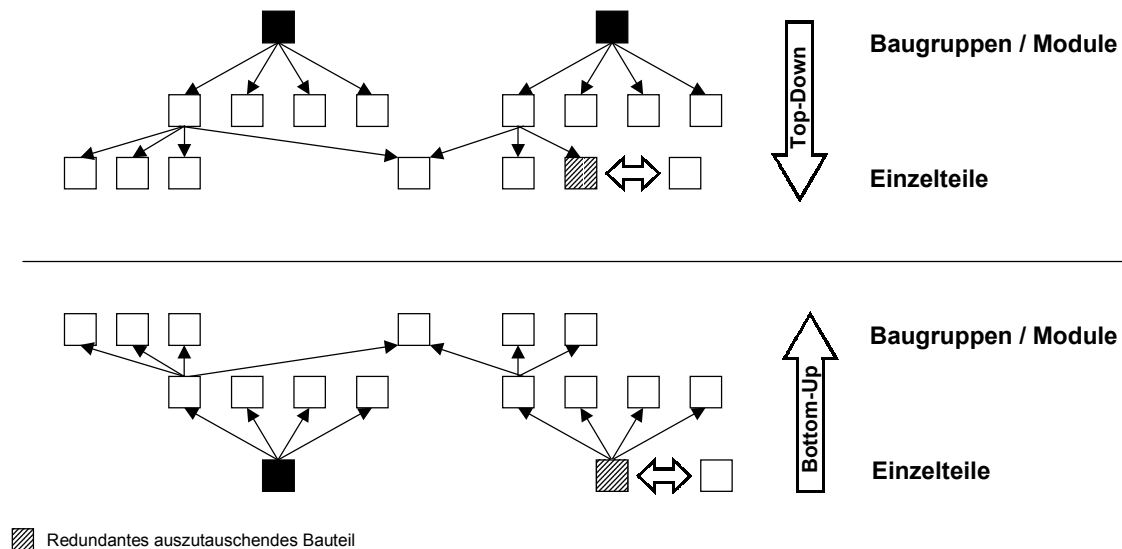 Baugruppen / Module
Top-Down
Einzelteile
Baugruppen / Module
Bottom-Up
Einzelteile
Redundantes auszutauschendes Bauteil